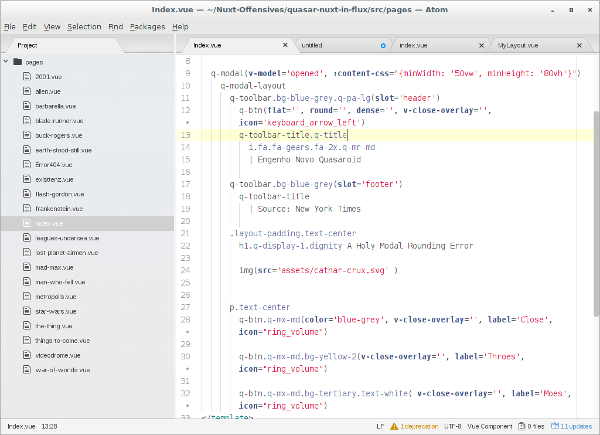 Index.vue — ~/Nuxt-Offensives/quasar-nuxt-in-flux/src/pages — Atom
File Edit View Selection Find Packages Help
Project
Index.vue
untitled
index.vue
MyLayout.vue
pages
2001.vue
alien.vue
barbarella.vue
blade-runner.vue
buck-rogers.vue
earth-stood-still.vue
Error404.vue
existenz.vue
flash-gordon.vue
frankenstein.vue
Index.vue
leagues-undersea.vue
lost-planet-airmen.vue
mad-max.vue
man-who-fell.vue
metropolis.vue
star-wars.vue
the-thing.vue
things-to-come.vue
videodrome.vue
war-of-worlds.vue
8
9 q-modal(v-model='opened', :content-css="{minWidth: '50vw', minHeight: '80vh'}")
10 q-modal-layout
11 q-toolbar.bg-blue-grey.q-pa-lg(slot='header')
12 q-btn(flat='', round='', dense='', v-close-overlay='',
• icon='keyboard_arrow_left')
13 q-toolbar-title.q-title
14 i.fa.fa-gears.fa-2x.q-mr-md
15 | Engenho Novo Quasaroid
16
17 q-toolbar.bg-blue-grey(slot='footer')
18 q-toolbar-title
19 | Source: New York Times
20
21 .layout-padding.text-center
22 h1.q-display-1.dignity A Holy Modal Rounding Error
23
24 img(src='assets/cathar-crux.svg' )
25
26
27 p.text-center
28 q-btn.q-mx-md(color='blue-grey', v-close-overlay='', label='Close',
• icon="ring_volume")
29
30 q-btn.q-mx-md.bg-yellow-2(v-close-overlay='', label='Throes',
• icon="ring_volume")
31
32 q-btn.q-mx-md.bg-tertiary.text-white( v-close-overlay='', label='Moes',
• icon="ring_volume")
33 </template>
Index.vue 13:28
LF 1 deprecation UTF-8 Vue Component 0 files 11 updates